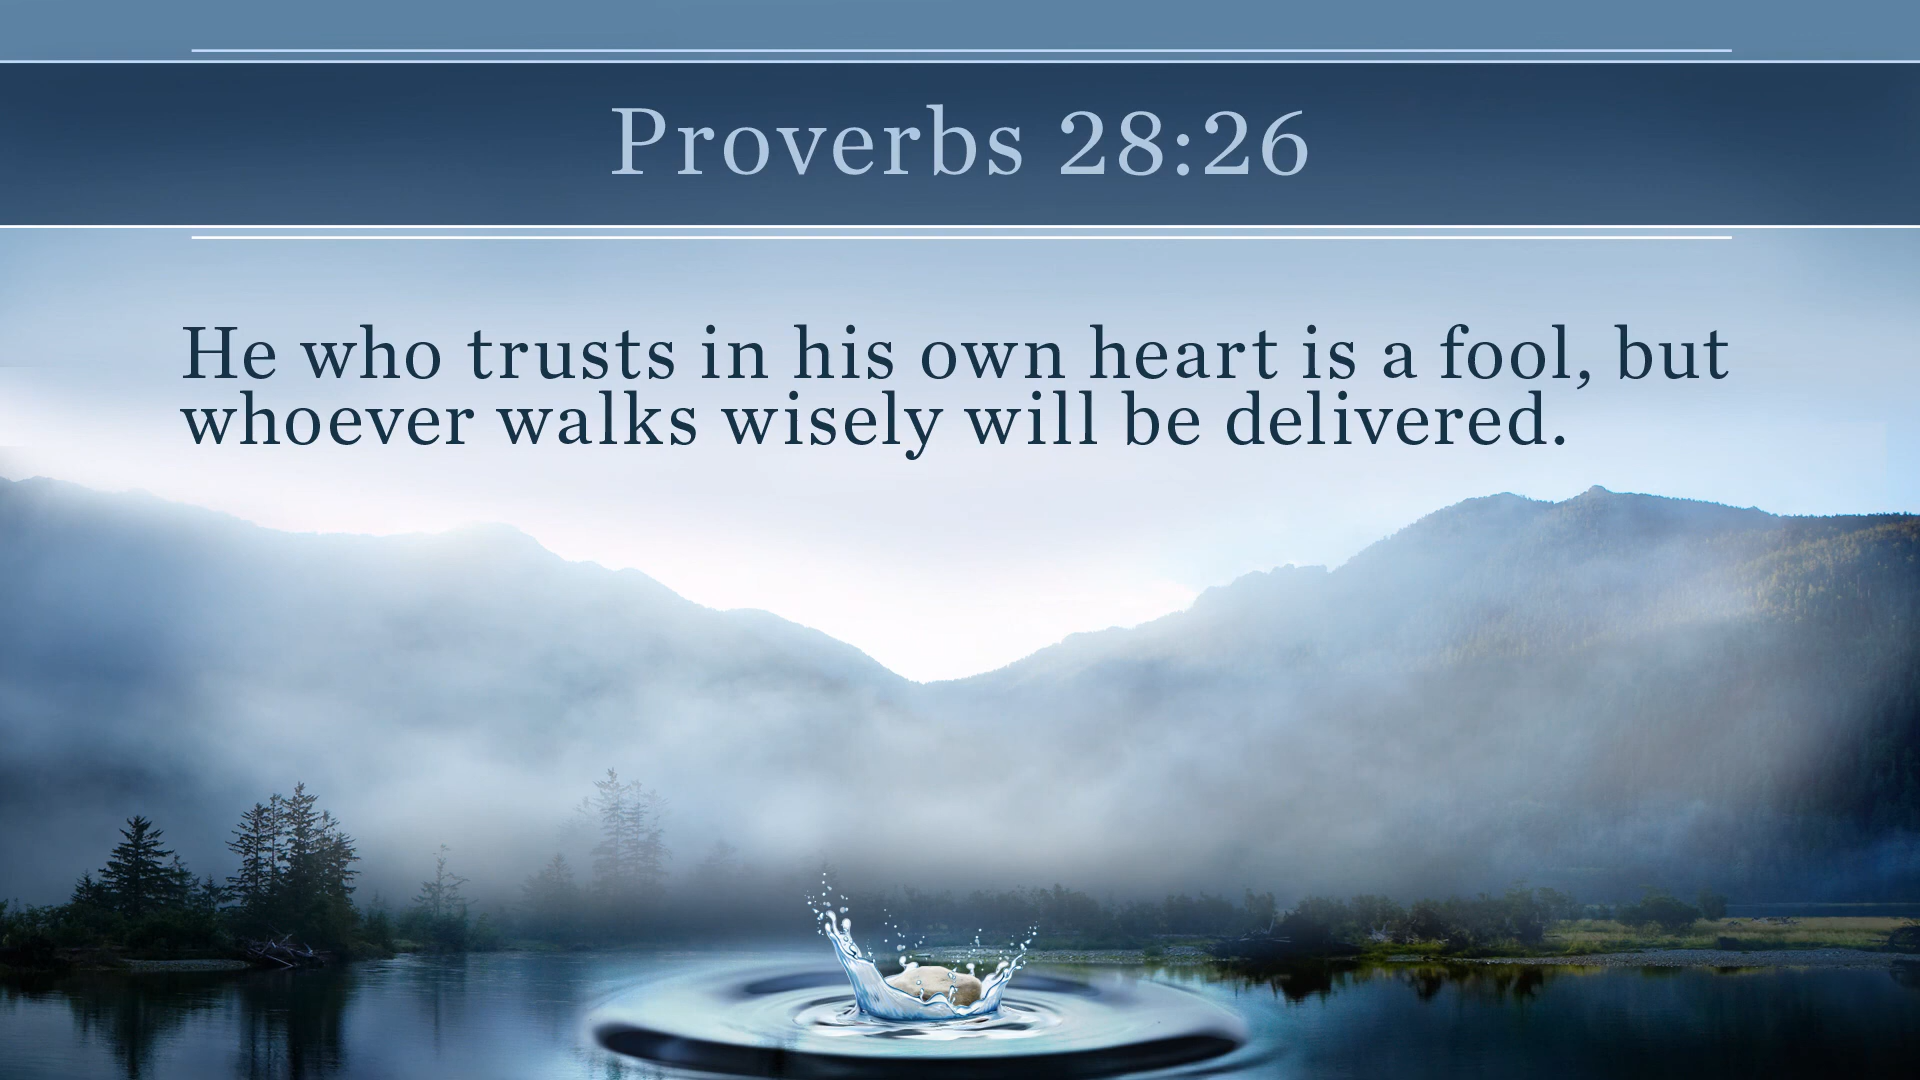 Proverbs 28:26
He who trusts in his own heart is a fool, but
whoever walks wisely will be delivered.